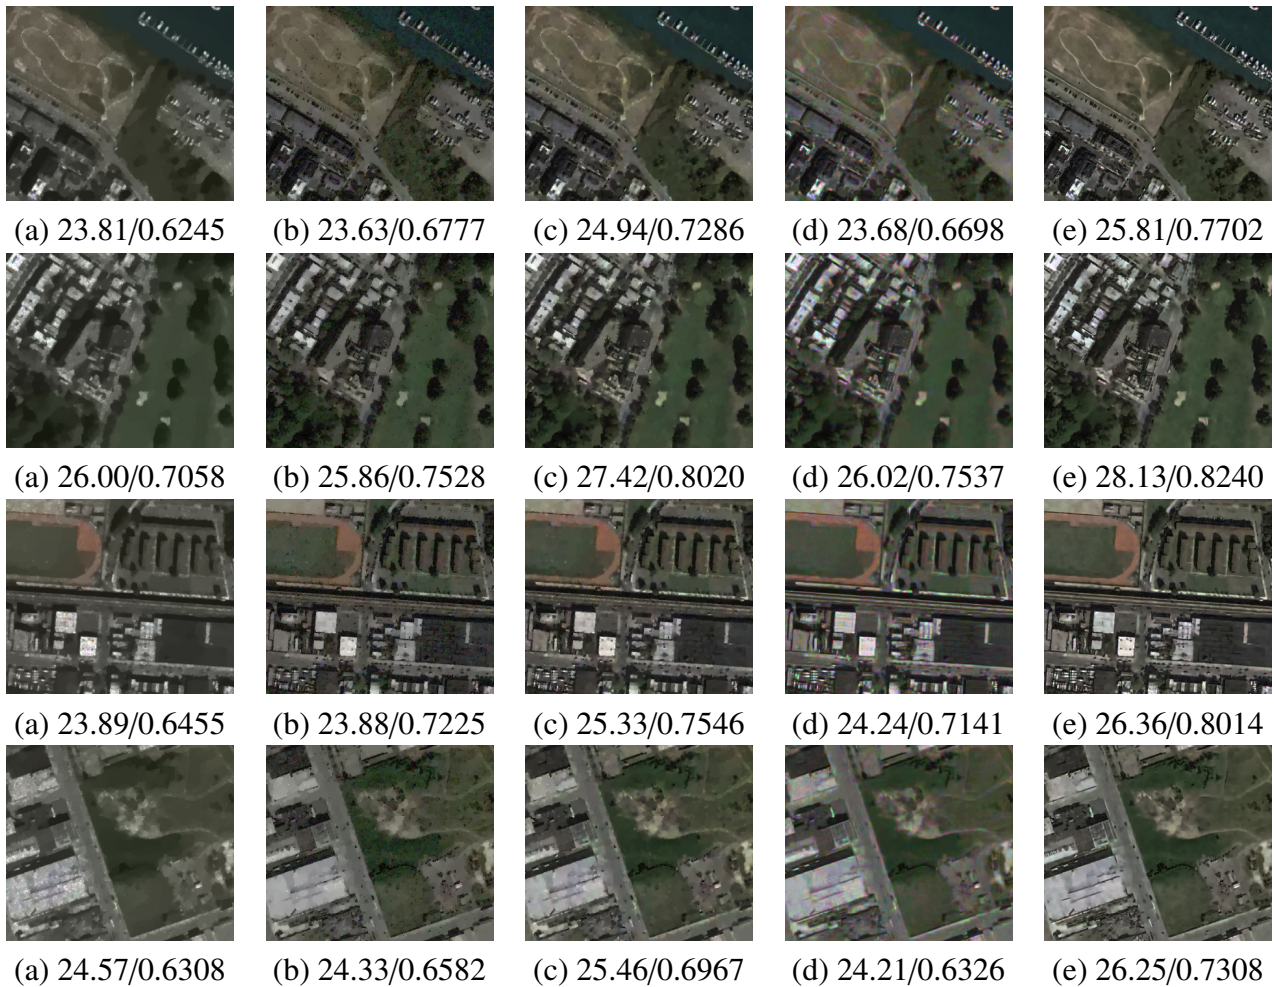 (a) 23.81/0.6245 (b) 23.63/0.6777 (c) 24.94/0.7286 (d) 23.68/0.6698 (e) 25.81/0.7702
(a) 26.00/0.7058 (b) 25.86/0.7528 (c) 27.42/0.8020 (d) 26.02/0.7537 (e) 28.13/0.8240
(a) 23.89/0.6455 (b) 23.88/0.7225 (c) 25.33/0.7546 (d) 24.24/0.7141 (e) 26.36/0.8014
(a) 24.57/0.6308 (b) 24.33/0.6582 (c) 25.46/0.6967 (d) 24.21/0.6326 (e) 26.25/0.7308